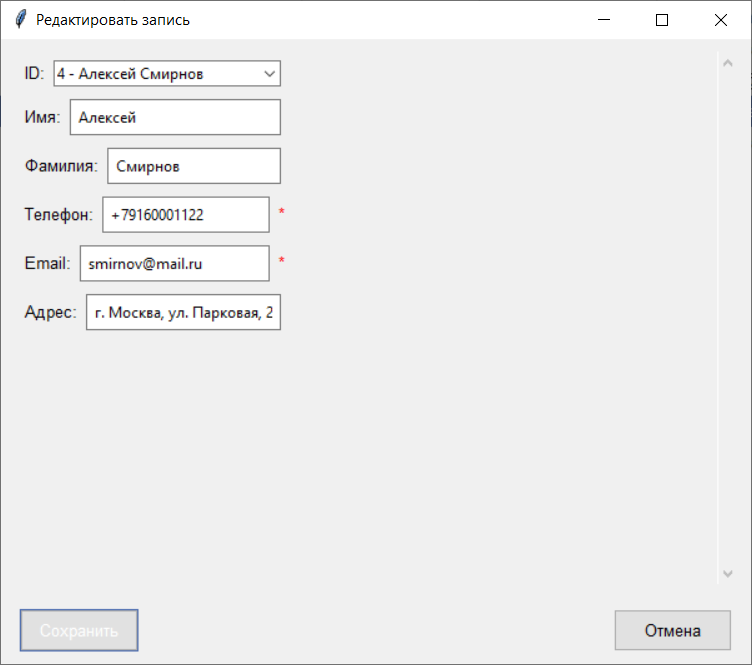 Редактировать запись
ID: 4 - Алексей Смирнов
Имя: Алексей
Фамилия: Смирнов
Телефон: +79160001122 *
Email: smirnov@mail.ru *
Адрес: г. Москва, ул. Парковая, 2
Сохранить Отмена